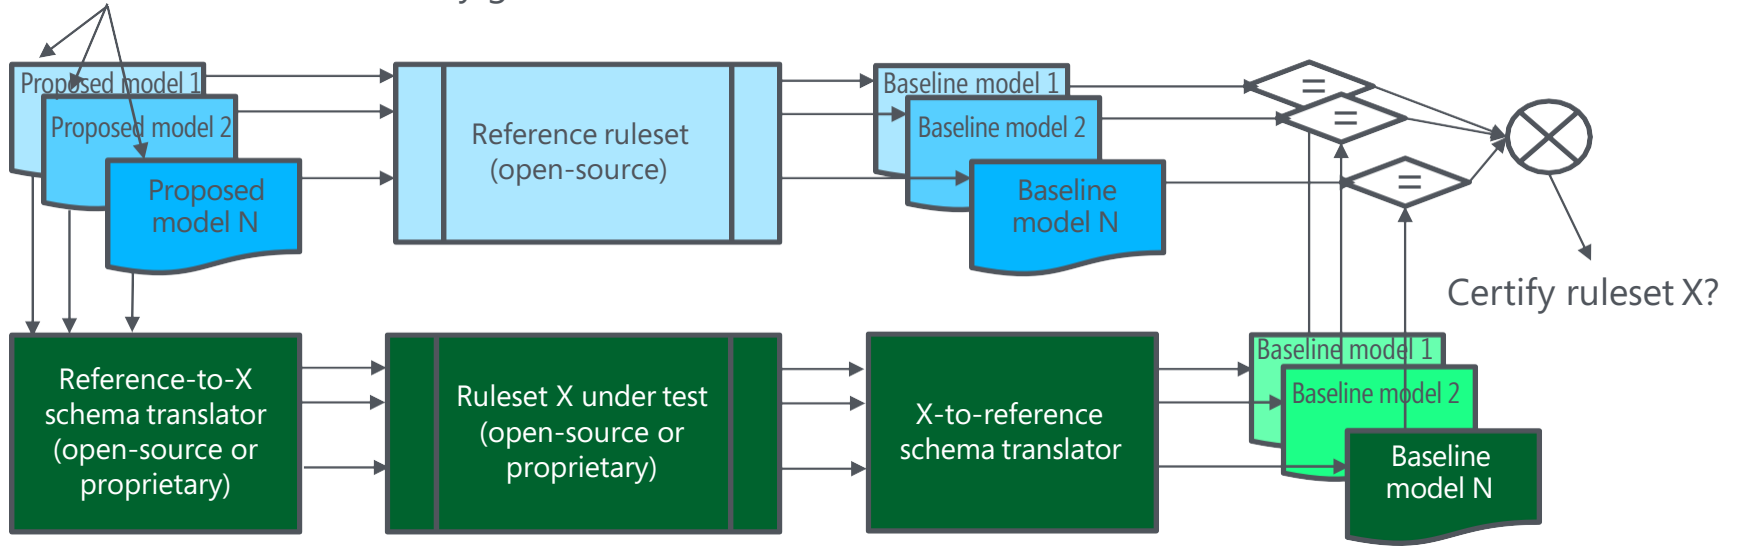 Proposed model 1
Proposed model 2
Proposed
model N
Reference ruleset
(open-source)
Baseline model 1
Baseline model 2
Baseline
model N
=
=
=
Certify ruleset X?
Reference-to-X
schema translator
(open-source or
proprietary)
Ruleset X under test
(open-source or
proprietary)
X-to-reference
schema translator
Baseline model 1
Baseline model 2
Baseline
model N